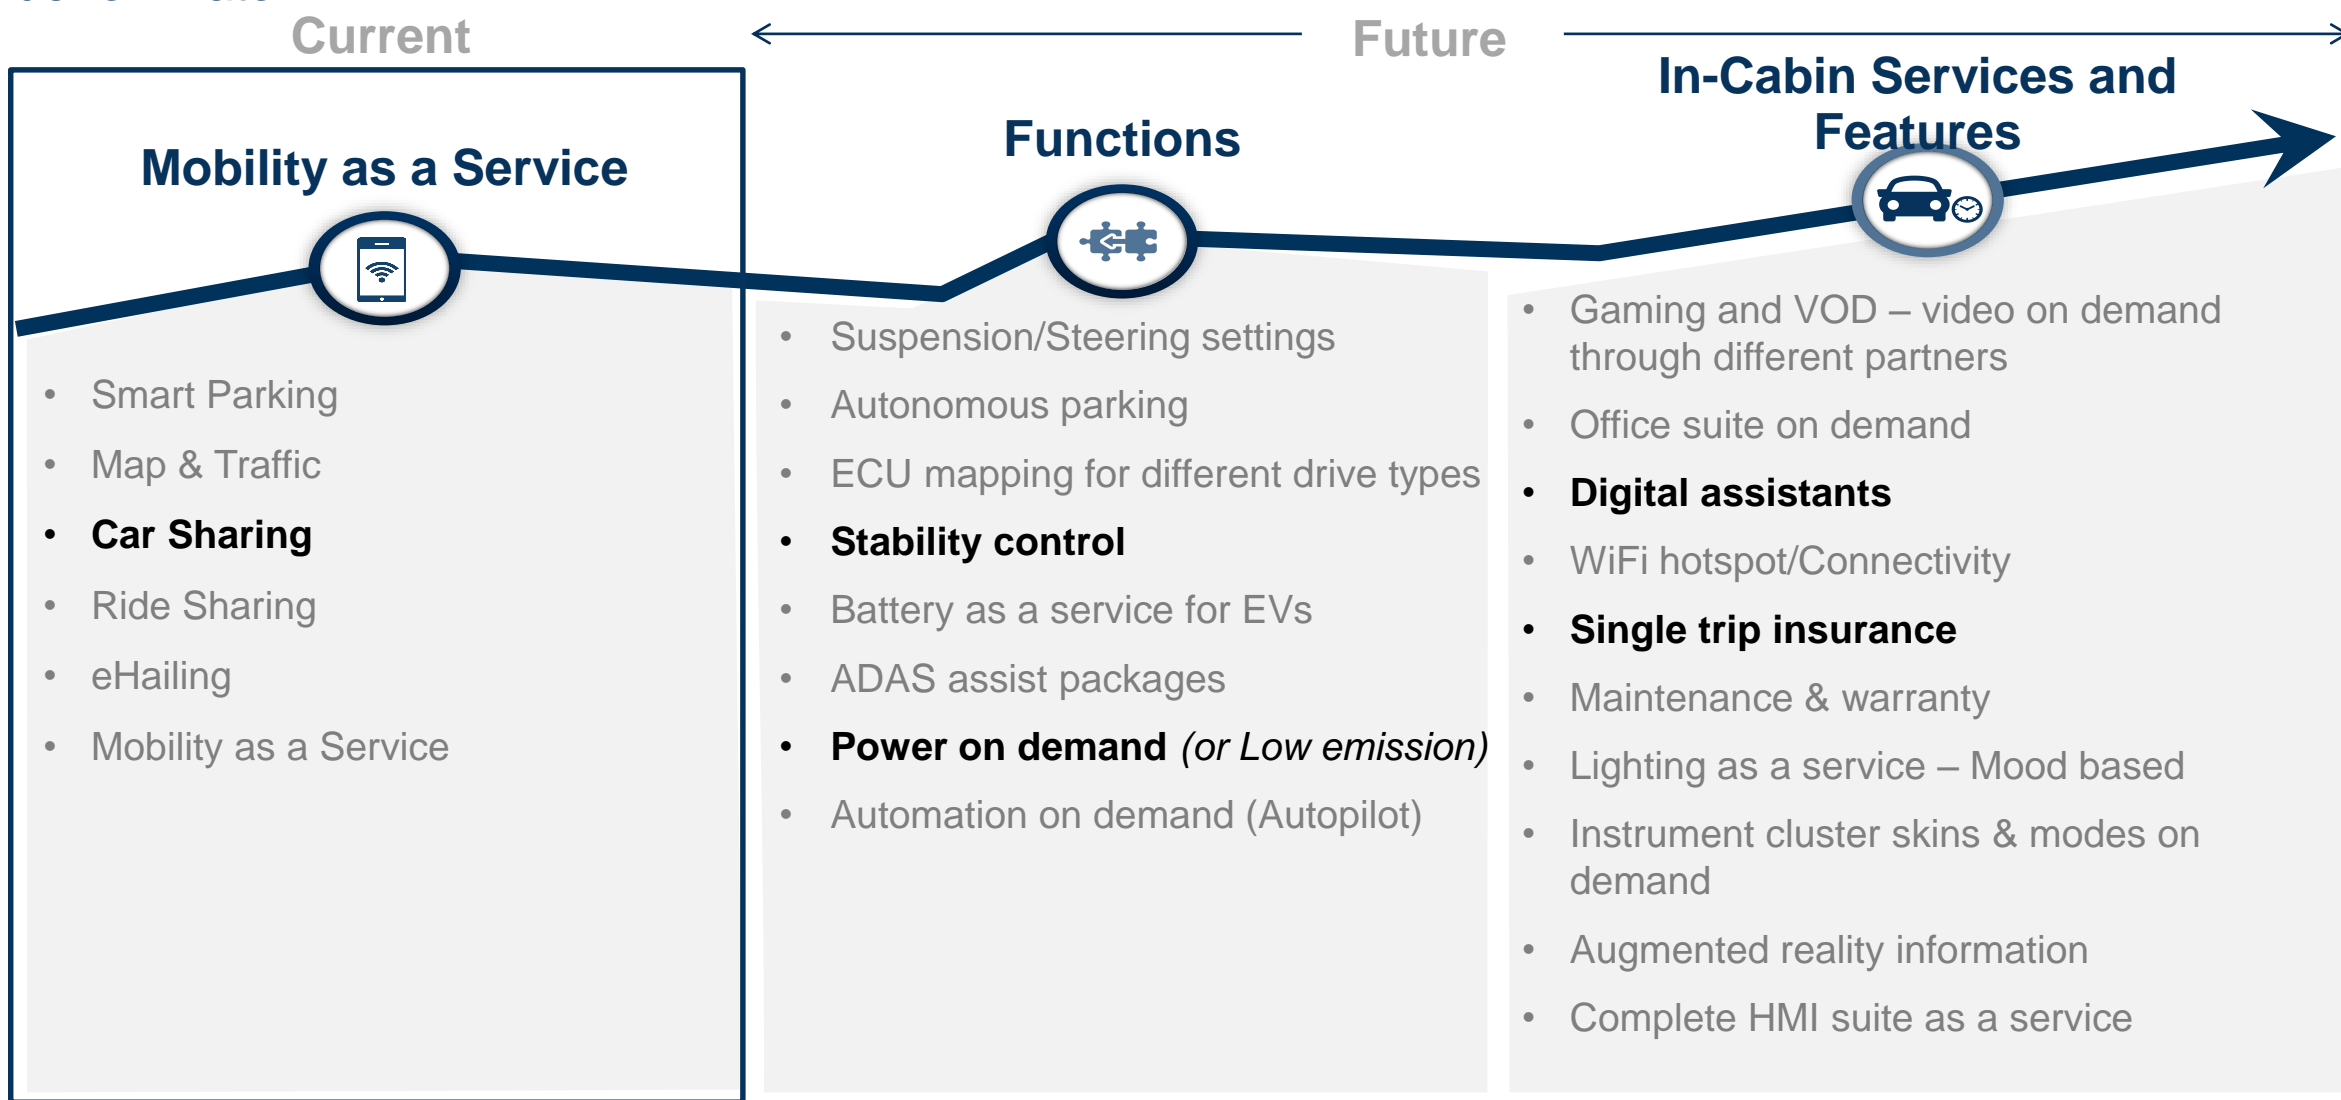 Current
Future
Mobility as a Service
• Smart Parking
• Map & Traffic
• Car Sharing
• Ride Sharing
• eHailing
• Mobility as a Service
Functions
• Suspension/Steering settings
• Autonomous parking
• ECU mapping for different drive types
• Stability control
• Battery as a service for EVs
• ADAS assist packages
• Power on demand (or Low emission)
• Automation on demand (Autopilot)
In-Cabin Services and
Features
• Gaming and VOD – video on demand
through different partners
• Office suite on demand
• Digital assistants
• WiFi hotspot/Connectivity
• Single trip insurance
• Maintenance & warranty
• Lighting as a service – Mood based
• Instrument cluster skins & modes on
demand
• Augmented reality information
• Complete HMI suite as a service